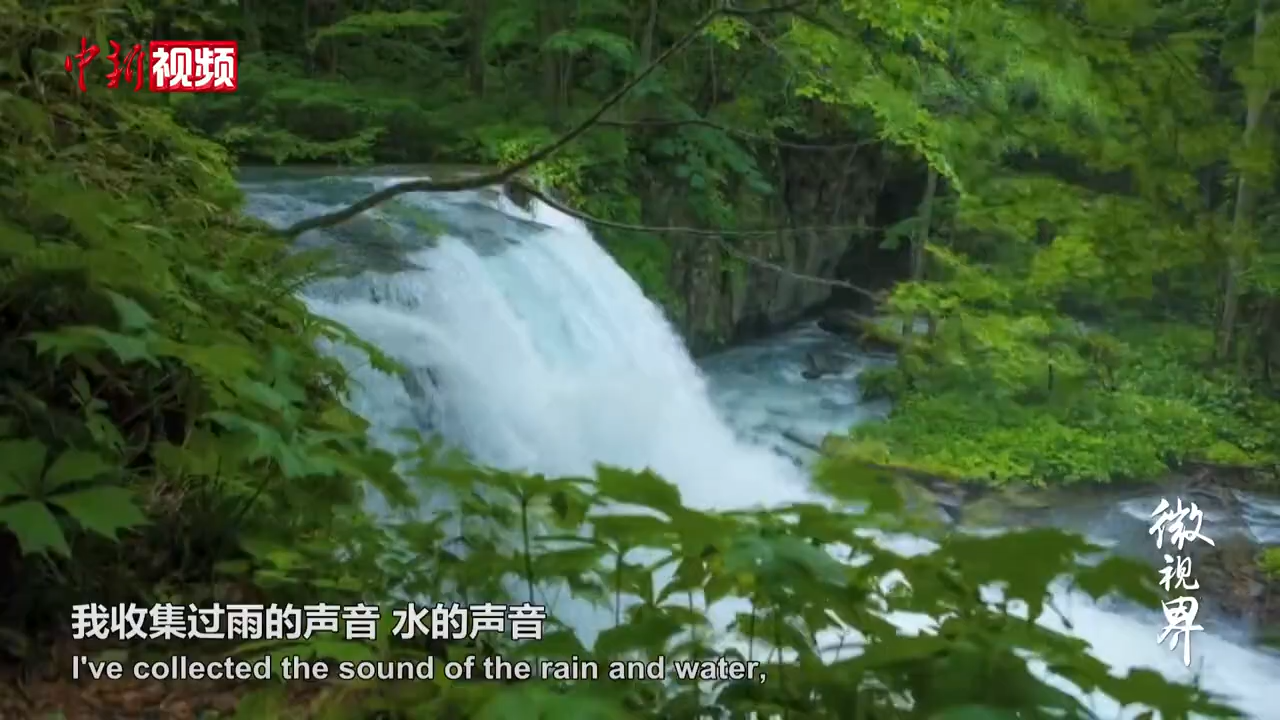 中新视频
我收集过雨的声音 水的声音
I've collected the sound of the rain and water,
微视界